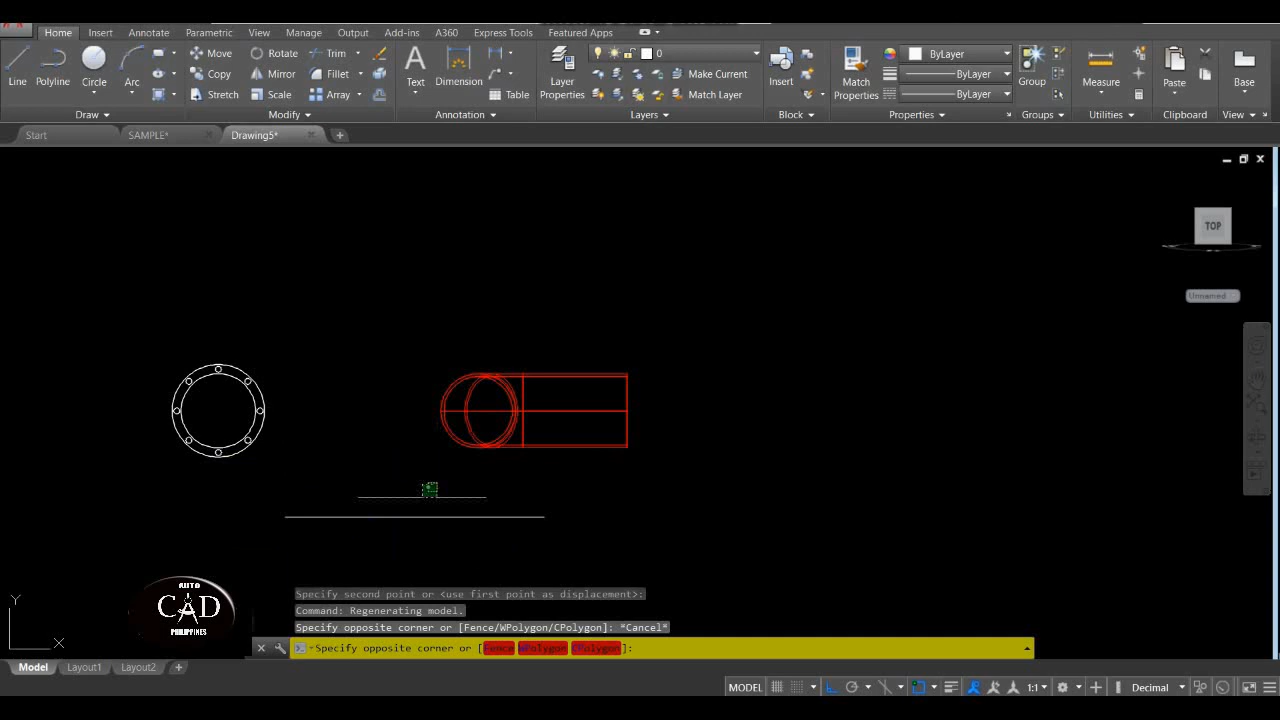 Home Insert Annotate Parametric View Manage Output Add-ins A360 Express Tools Featured Apps
Line Polyline Circle Arc
Move Rotate Trim
Copy Mirror Fillet
Stretch Scale Array
Text Dimension Table
Layer Properties
0
Make Current
Match Layer
Insert
Match Properties
ByLayer
ByLayer
ByLayer
Group Measure Paste Base
Draw Modify Annotation Layers Block Properties Groups Utilities Clipboard View
Start SAMPLE* Drawing5*
TOP
Unnamed
Y
X
AUTO
CAD
PHILIPPINES
Specify second point or <use first point as displacement>:
Command: Regenerating model.
Specify opposite corner or [Fence/WPolygon/CPolygon]: *Cancel*
Specify opposite corner or [Fence WPolygon CPolygon]:
Model Layout1 Layout2
MODEL 1:1 Decimal